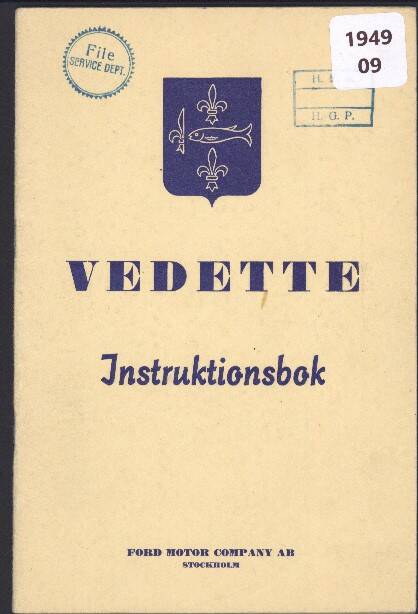 1949
09
File
SERVICE DEPT.
H. G. P.
VEDETTE
Instruktionsbok
FORD MOTOR COMPANY AB
STOCKHOLM